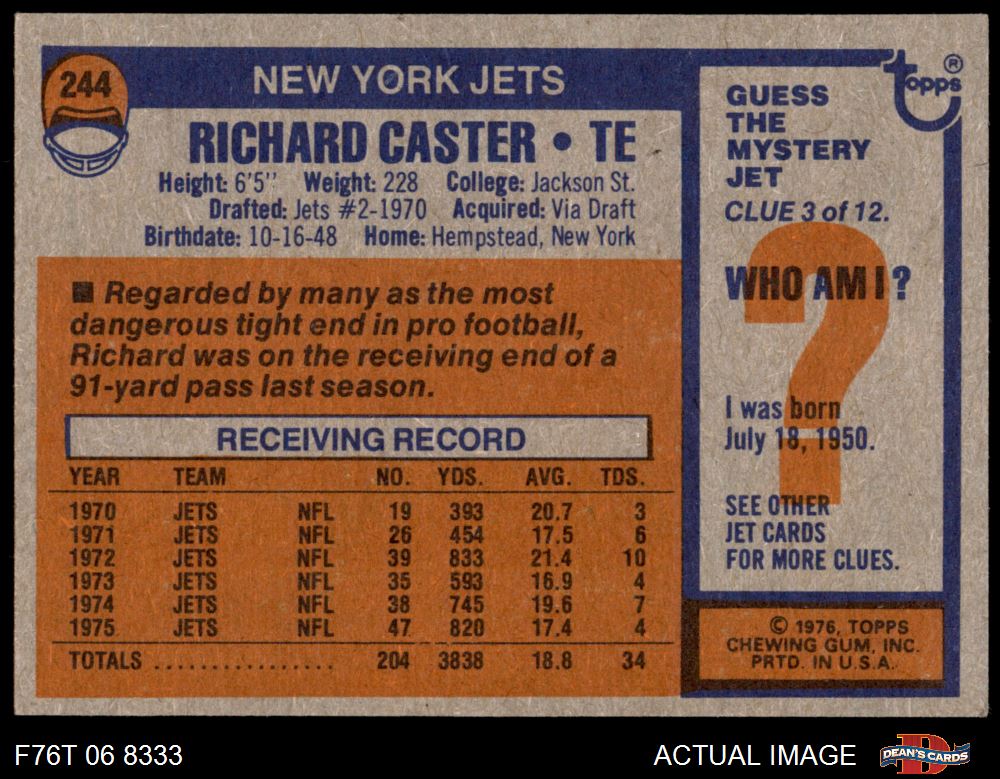 244
NEW YORK JETS
RICHARD CASTER • TE
Height: 6'5" Weight: 228 College: Jackson St.
Drafted: Jets #2-1970 Acquired: Via Draft
Birthdate: 10-16-48 Home: Hempstead, New York
■ Regarded by many as the most
dangerous tight end in pro football,
Richard was on the receiving end of a
91-yard pass last season.
RECEIVING RECORD
YEAR TEAM NO. YDS. AVG. TDS.
1970 JETS NFL 19 393 20.7 3
1971 JETS NFL 26 454 17.5 6
1972 JETS NFL 39 833 21.4 10
1973 JETS NFL 35 593 16.9 4
1974 JETS NFL 38 745 19.6 7
1975 JETS NFL 47 820 17.4 4
TOTALS ................ 204 3838 18.8 34
topps ®
GUESS
THE
MYSTERY
JET
CLUE 3 of 12.
?
WHO AM I?
I was born
July 18, 1950.
SEE OTHER
JET CARDS
FOR MORE CLUES.
© 1976, TOPPS
CHEWING GUM, INC.
PRTD. IN U.S.A.
F76T 06 8333
ACTUAL IMAGE
D
DEAN'S CARDS